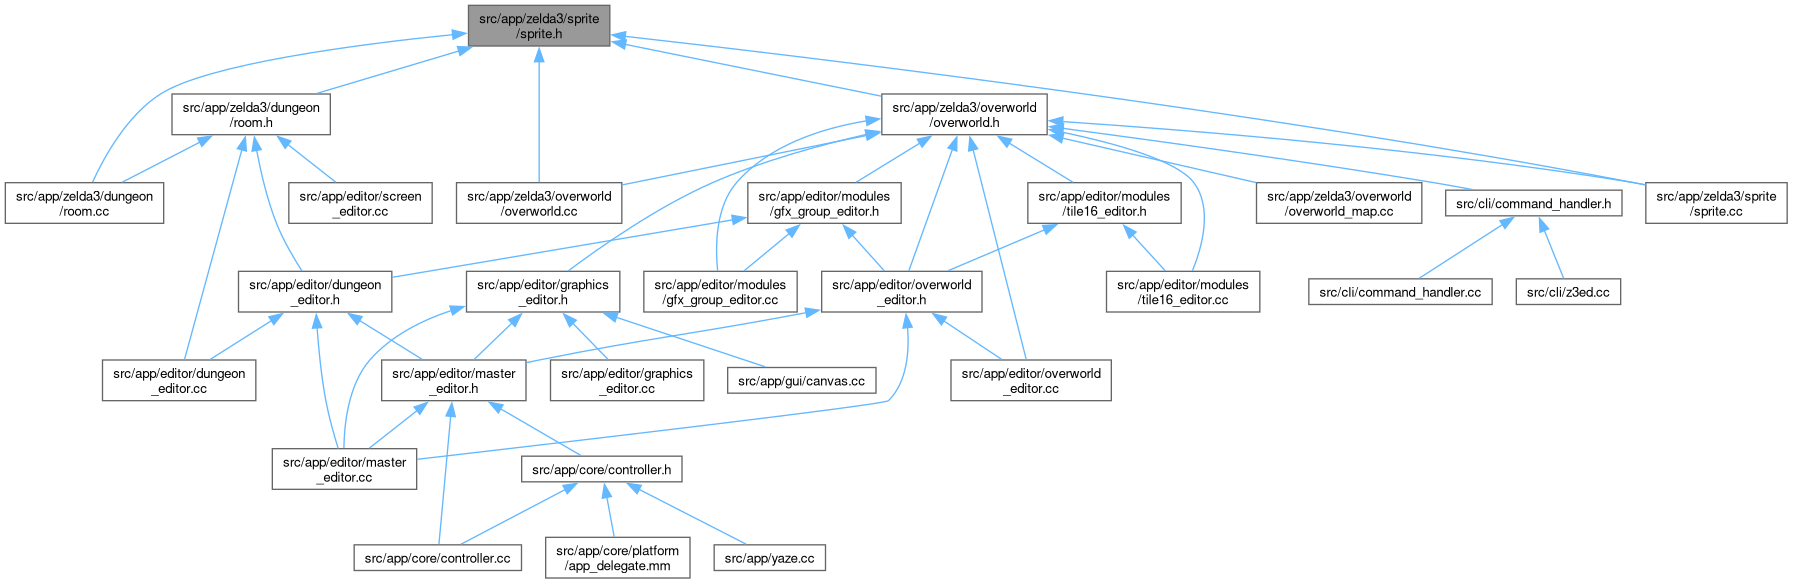 src/app/zelda3/sprite
/sprite.h
src/app/zelda3/dungeon
/room.h
src/app/zelda3/overworld
/overworld.h
src/app/zelda3/dungeon
/room.cc
src/app/editor/screen
_editor.cc
src/app/zelda3/overworld
/overworld.cc
src/app/editor/modules
/gfx_group_editor.h
src/app/editor/modules
/tile16_editor.h
src/app/zelda3/overworld
/overworld_map.cc
src/cli/command_handler.h
src/app/zelda3/sprite
/sprite.cc
src/app/editor/dungeon
_editor.h
src/app/editor/graphics
_editor.h
src/app/editor/modules
/gfx_group_editor.cc
src/app/editor/overworld
_editor.h
src/app/editor/modules
/tile16_editor.cc
src/cli/command_handler.cc
src/cli/z3ed.cc
src/app/editor/dungeon
_editor.cc
src/app/editor/master
_editor.h
src/app/editor/graphics
_editor.cc
src/app/gui/canvas.cc
src/app/editor/overworld
_editor.cc
src/app/editor/master
_editor.cc
src/app/core/controller.h
src/app/core/controller.cc
src/app/core/platform
/app_delegate.mm
src/app/yaze.cc